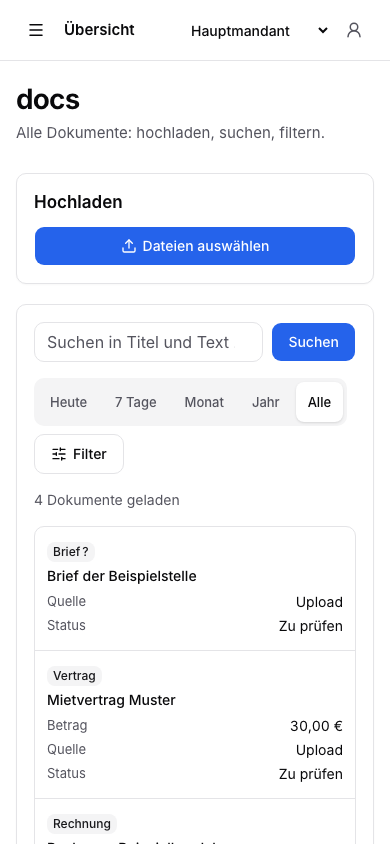 Übersicht
Hauptmandant
docs
Alle Dokumente: hochladen, suchen, filtern.
Hochladen
Dateien auswählen
Suchen in Titel und Text
Suchen
Heute
7 Tage
Monat
Jahr
Alle
Filter
4 Dokumente geladen
Brief ?
Brief der Beispielstelle
Quelle
Upload
Status
Zu prüfen
Vertrag
Mietvertrag Muster
Betrag
30,00 €
Quelle
Upload
Status
Zu prüfen
Rechnung